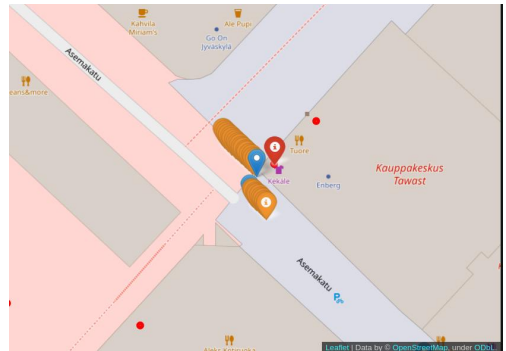 Kahvila
Miriam's
Ale Pupi
Go On
Jyväskylä
Asemakatu
eans&more
Tuore
Kekäle
Enberg
Kauppakeskus
Tawast
Asemakatu
Leaflet | Data by © OpenStreetMap, under ODbL.